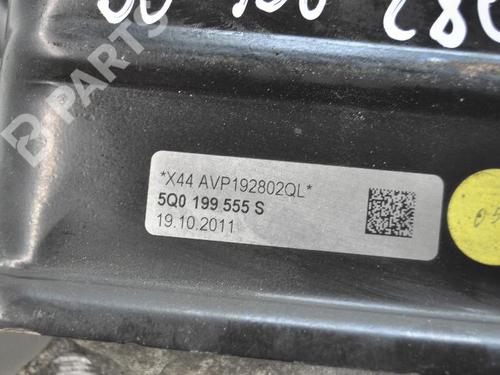 B-PARTS
*X44 AVP192802QL*
5Q0 199 555 S
19.10.2011